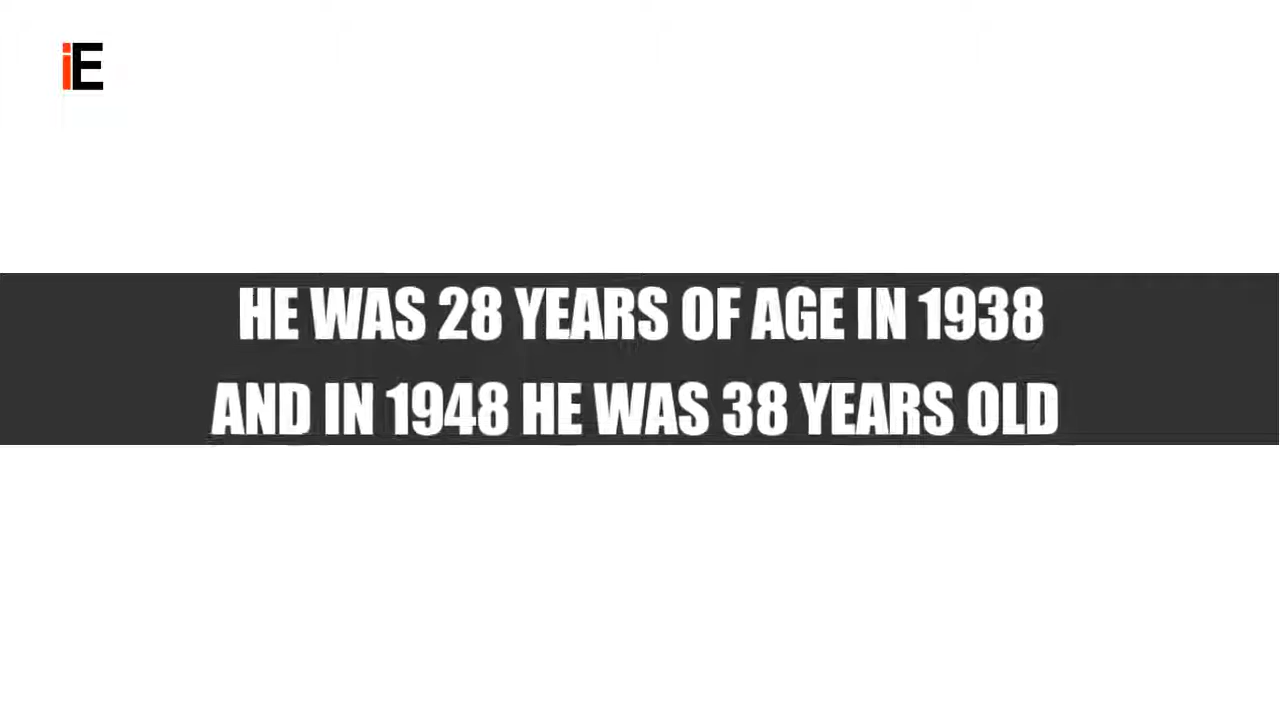 iE
HE WAS 28 YEARS OF AGE IN 1938
AND IN 1948 HE WAS 38 YEARS OLD